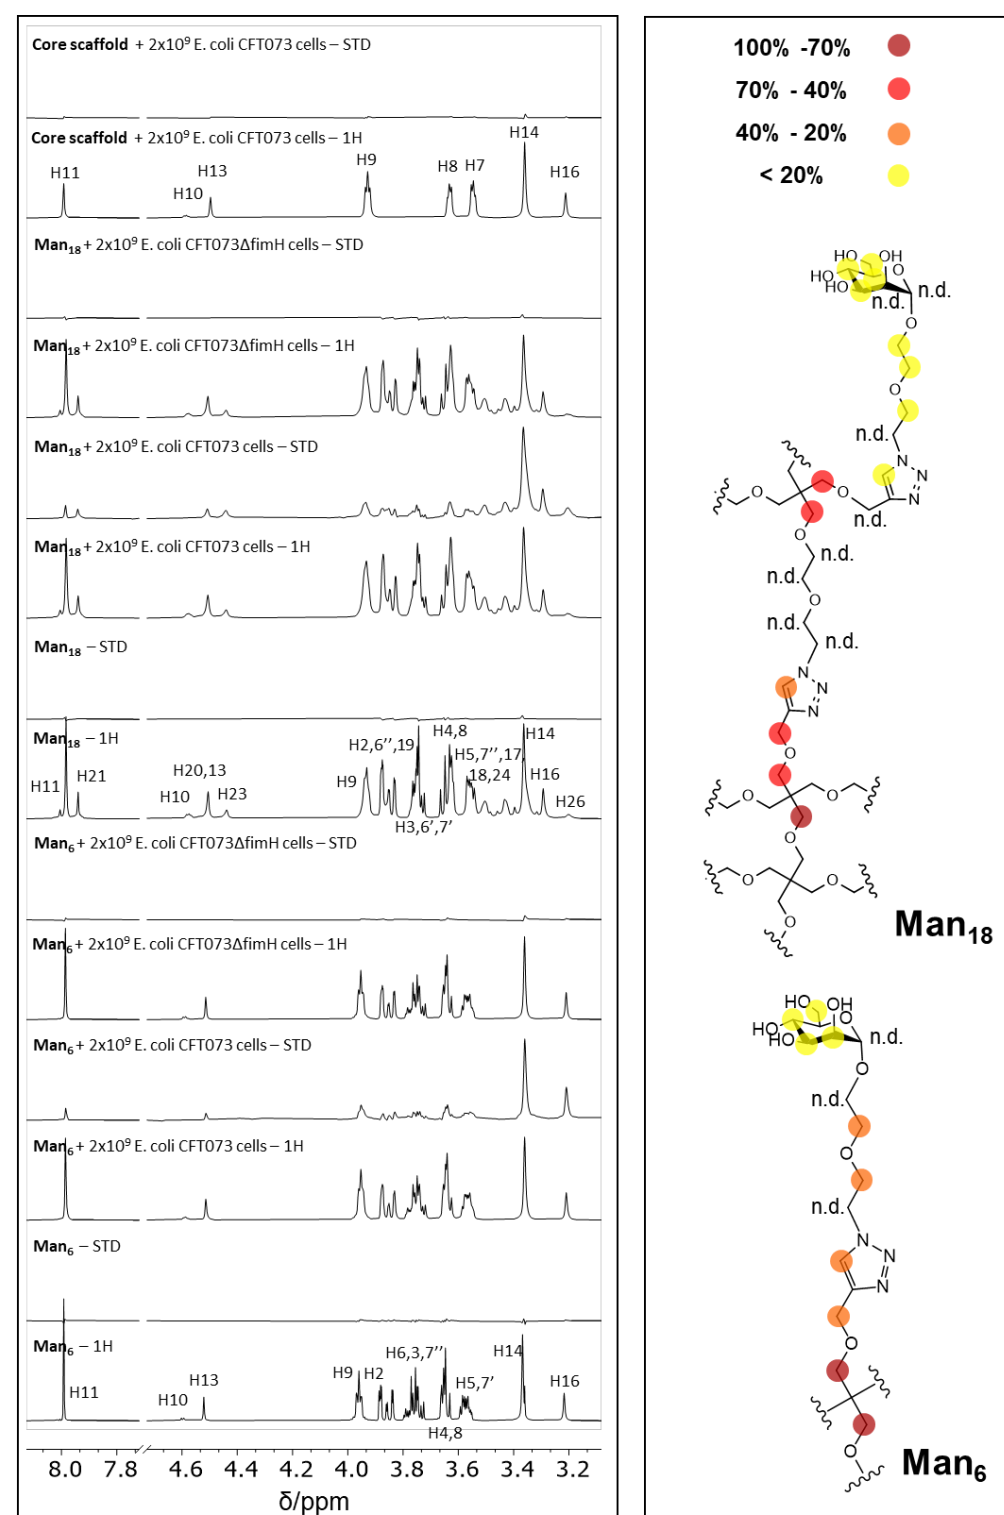 Core scaffold + 2x10⁹ E. coli CFT073 cells – STD
Core scaffold + 2x10⁹ E. coli CFT073 cells – 1H
H11
H10
H13
H9
H8
H7
H14
H16
Man₁₈ + 2x10⁹ E. coli CFT073ΔfimH cells – STD
Man₁₈ + 2x10⁹ E. coli CFT073ΔfimH cells – 1H
Man₁₈ + 2x10⁹ E. coli CFT073 cells – STD
Man₁₈ + 2x10⁹ E. coli CFT073 cells – 1H
Man₁₈ – STD
Man₁₈ – 1H
H11
H21
H10
H20,13
H23
H9
H2,6’’,19
H3,6’,7’
H4,8
H5,7’’,17,
18,24
H14
H16
H26
Man₆ + 2x10⁹ E. coli CFT073ΔfimH cells – STD
Man₆ + 2x10⁹ E. coli CFT073ΔfimH cells – 1H
Man₆ + 2x10⁹ E. coli CFT073 cells – STD
Man₆ + 2x10⁹ E. coli CFT073 cells – 1H
Man₆ – STD
Man₆ – 1H
H11
H10
H13
H9
H2
H6,3,7’’
H4,8
H5,7’
H14
H16
8.0 7.8 4.6 4.4 4.2 4.0 3.8 3.6 3.4 3.2
δ/ppm
100% -70%
70% - 40%
40% - 20%
< 20%
HO
OH
HO
O
HO
n.d.
n.d.
O
O
n.d.
N
N
N
O
O
n.d.
O
n.d.
n.d.
O
n.d.
n.d.
N
N
N
O
O
O
O
O
O
O
Man₁₈
HO
OH
HO
O
HO
n.d.
O
n.d.
O
n.d.
N
N
N
O
O
Man₆